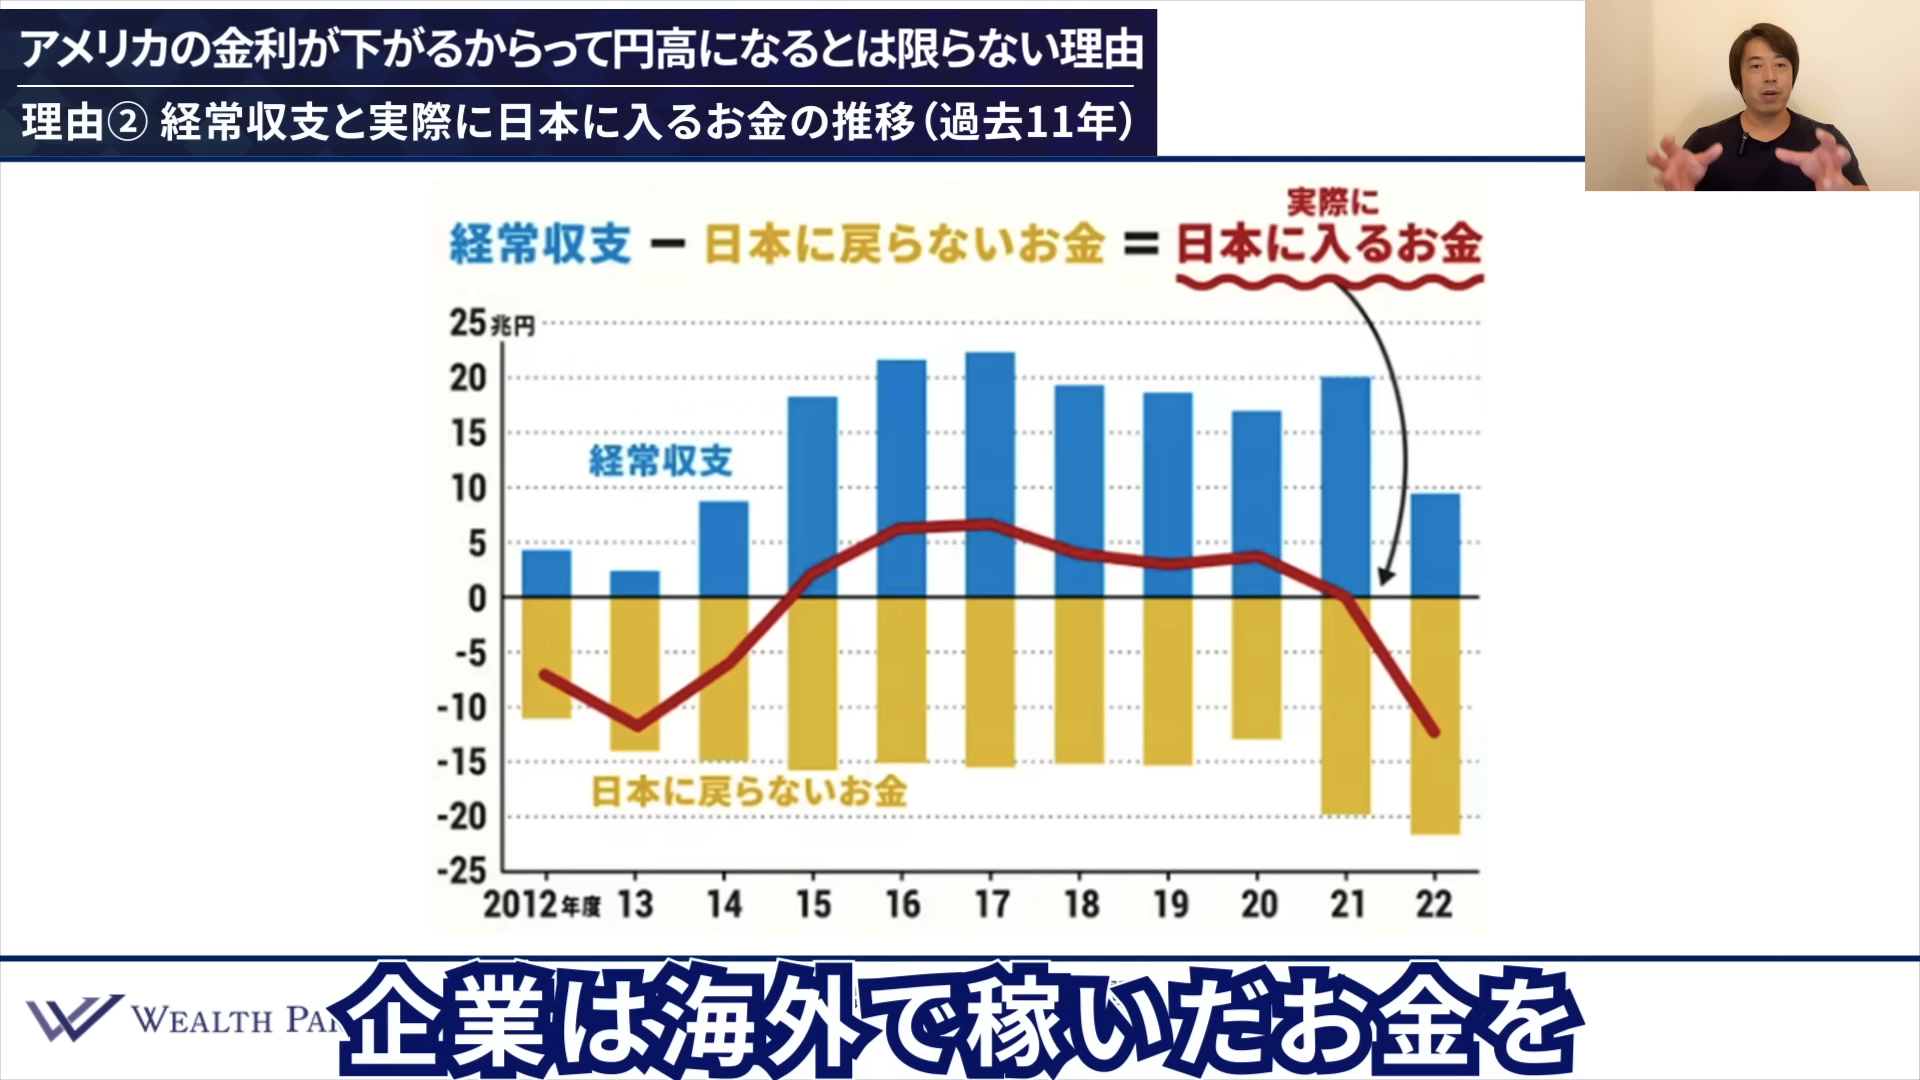 アメリカの金利が下がるからって円高になるとは限らない理由
理由② 経常収支と実際に日本に入るお金の推移（過去11年）
実際に
経常収支 − 日本に戻らないお金 = 日本に入るお金
25兆円
20
15
経常収支
10
5
0
-5
-10
-15
日本に戻らないお金
-20
-25
2012年度 13 14 15 16 17 18 19 20 21 22
WEALTH
企業は海外で稼いだお金を